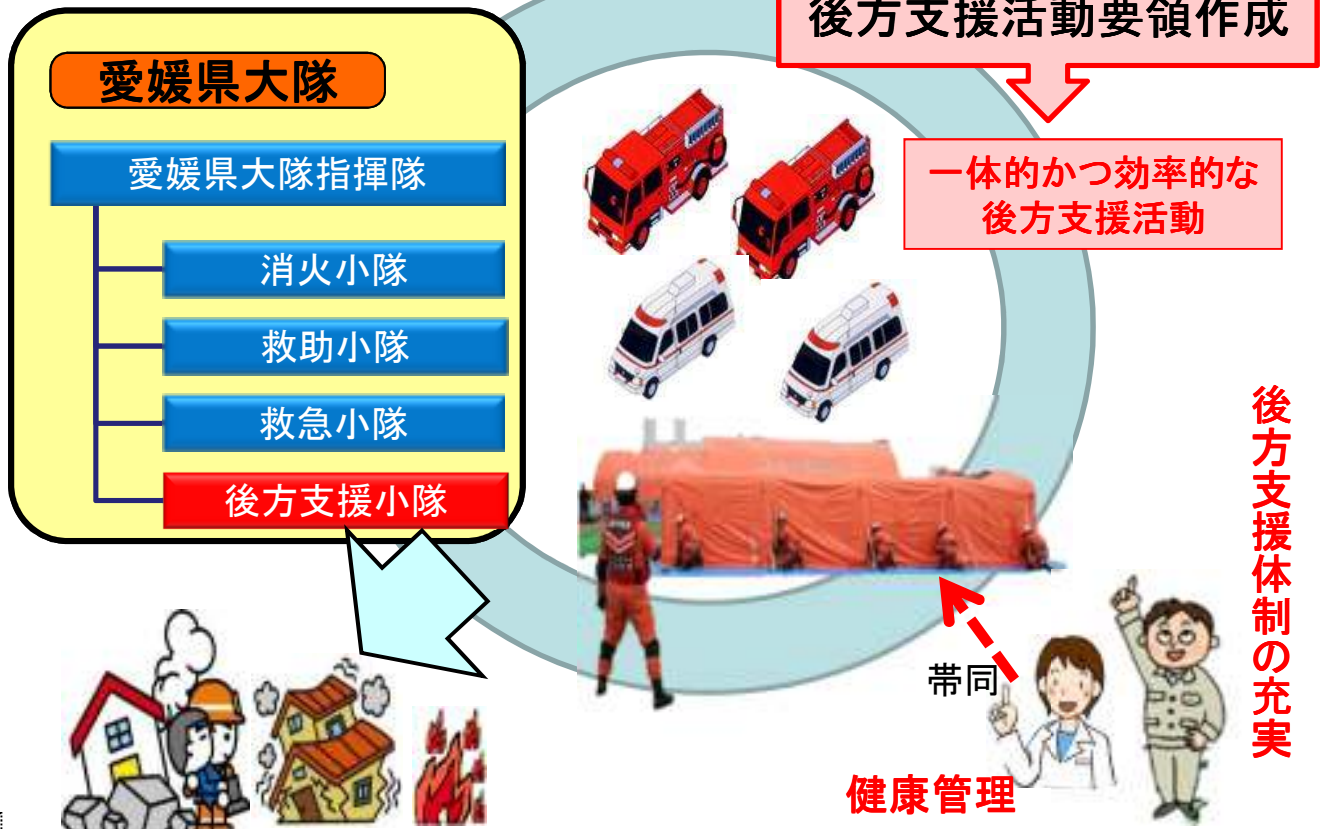 後方支援活動要領作成
愛媛県大隊
愛媛県大隊指揮隊
消火小隊
救助小隊
救急小隊
後方支援小隊
一体的かつ効率的な
後方支援活動
後方支援体制の充実
帯同
健康管理